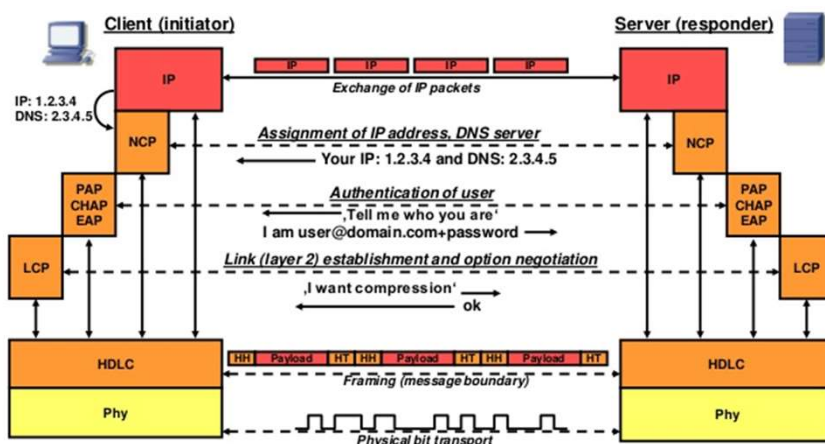 Client (initiator)
Server (responder)
IP
IP IP IP IP
IP
Exchange of IP packets
IP: 1.2.3.4
DNS: 2.3.4.5
NCP
Assignment of IP address, DNS server
NCP
Your IP: 1.2.3.4 and DNS: 2.3.4.5
PAP
CHAP
EAP
Authentication of user
PAP
CHAP
EAP
‚Tell me who you are‘
I am user@domain.com+password
LCP
Link (layer 2) establishment and option negotiation
LCP
‚I want compression‘
ok
HDLC
HH Payload HT HH Payload HT HH Payload HT
HDLC
Framing (message boundary)
Phy
Phy
Physical bit transport